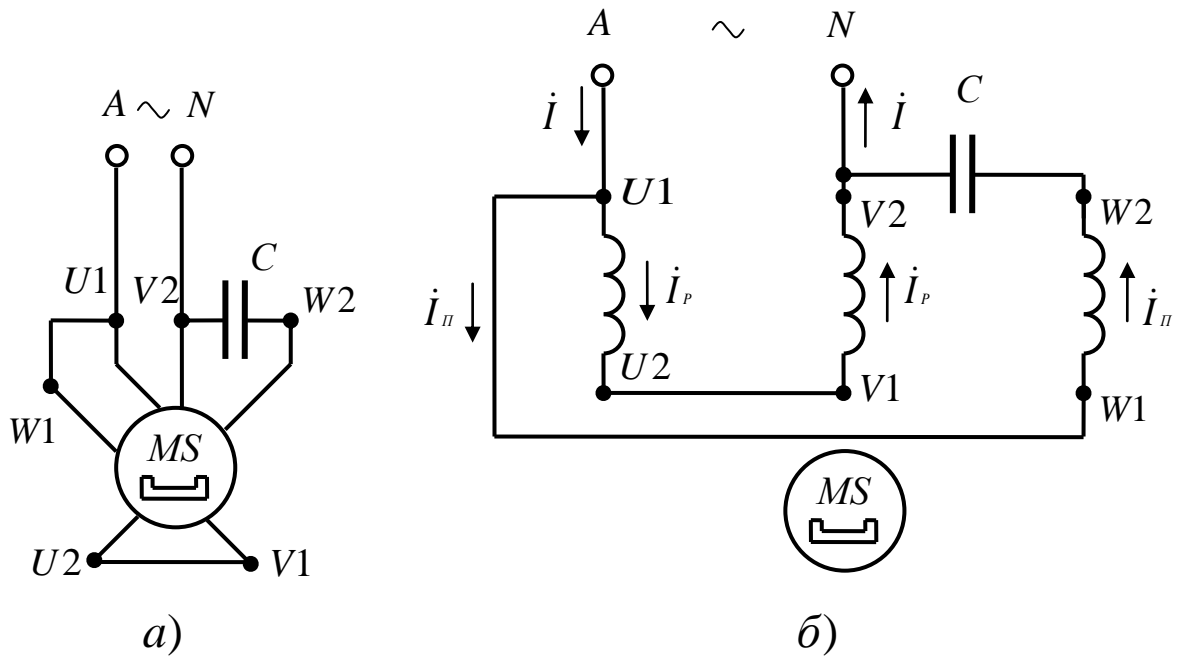 A ~ N
U1 V2 C W2
W1
MS
U2 V1
а)
A ~ N
İ İ C
U1 V2 W2
İП İР İР İП
U2 V1 W1
MS
б)